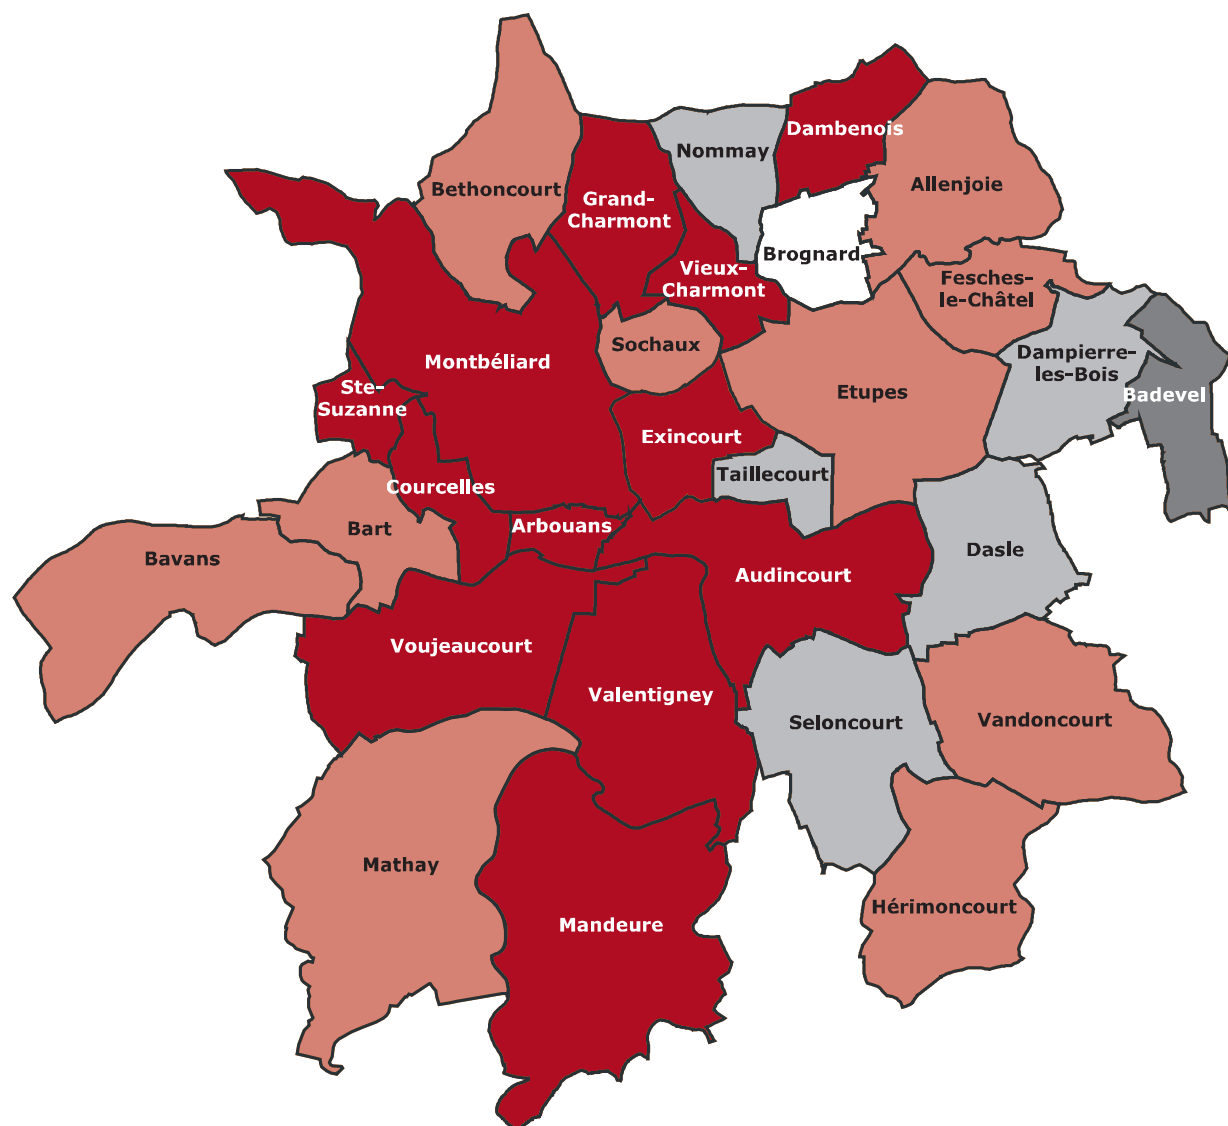 Dambenois
Nommay
Allenjoie
Bethoncourt
Grand-
Charmont
Brognard
Vieux-
Charmont
Fesches-
le-Châtel
Sochaux
Dampierre-
les-Bois
Montbéliard
Ste-
Suzanne
Etupes
Badevel
Exincourt
Taillecourt
Courcelles
Arbouans
Bart
Bavans
Dasle
Audincourt
Voujeaucourt
Valentigney
Seloncourt
Vandoncourt
Mathay
Hérimoncourt
Mandeure